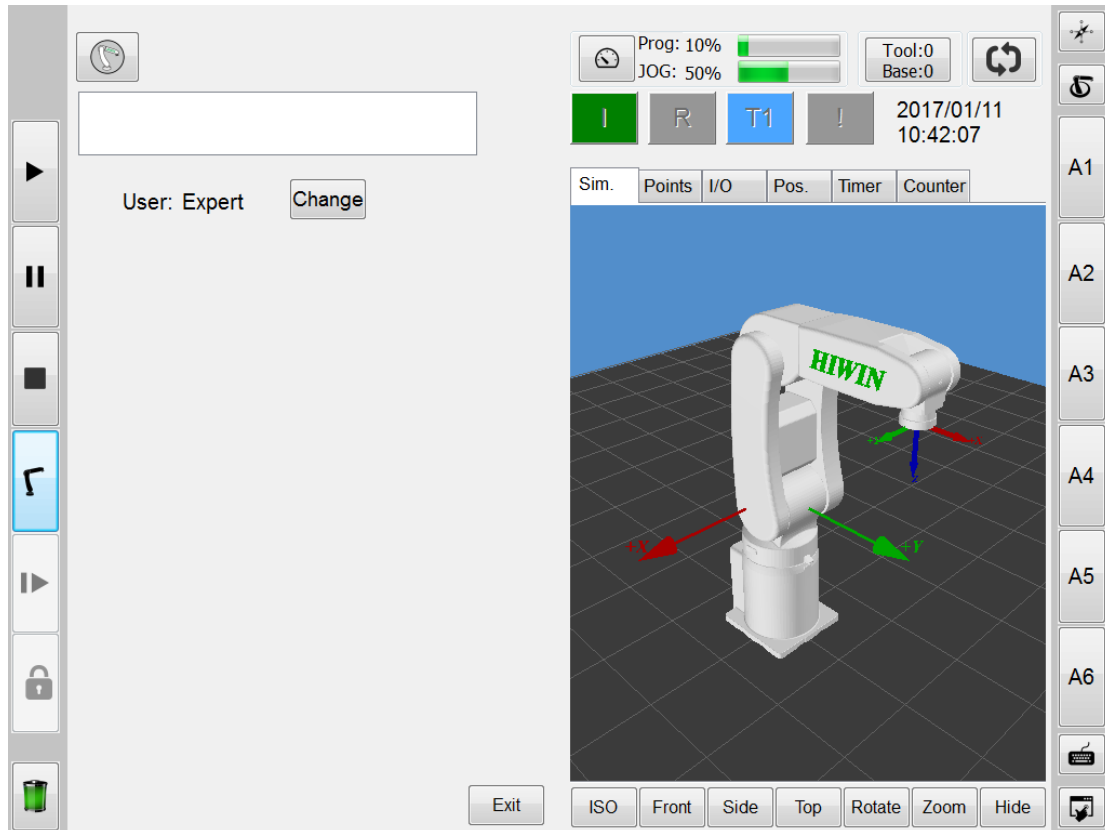 Prog: 10%
JOG: 50%
Tool:0
Base:0
I
R
T1
!
2017/01/11
10:42:07
User: Expert
Change
Sim.
Points
I/O
Pos.
Timer
Counter
HIWIN
+X
+Y
Z
A1
A2
A3
A4
A5
A6
Exit
ISO
Front
Side
Top
Rotate
Zoom
Hide